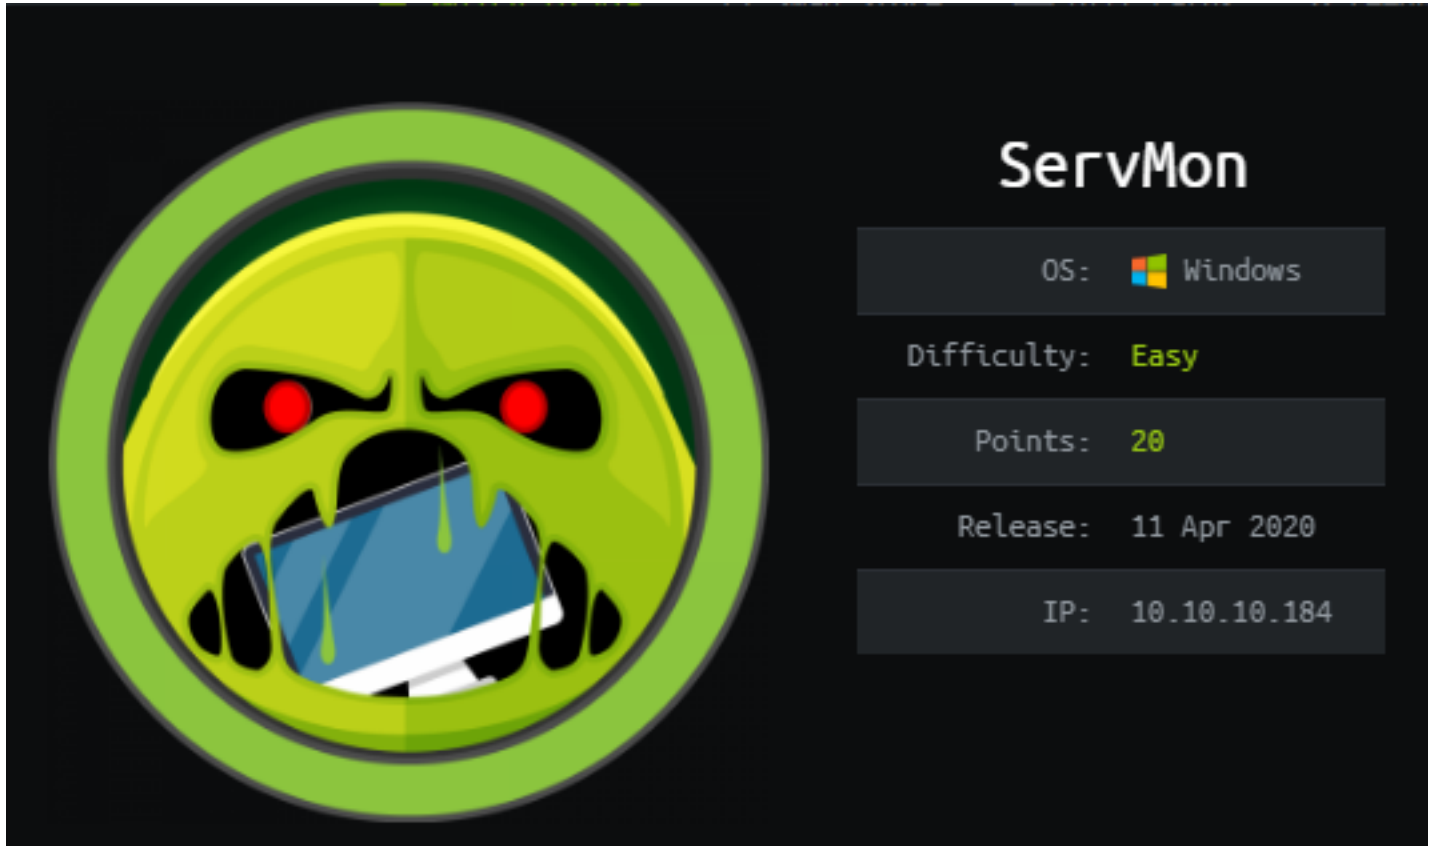 ServMon
OS: Windows
Difficulty: Easy
Points: 20
Release: 11 Apr 2020
IP: 10.10.10.184